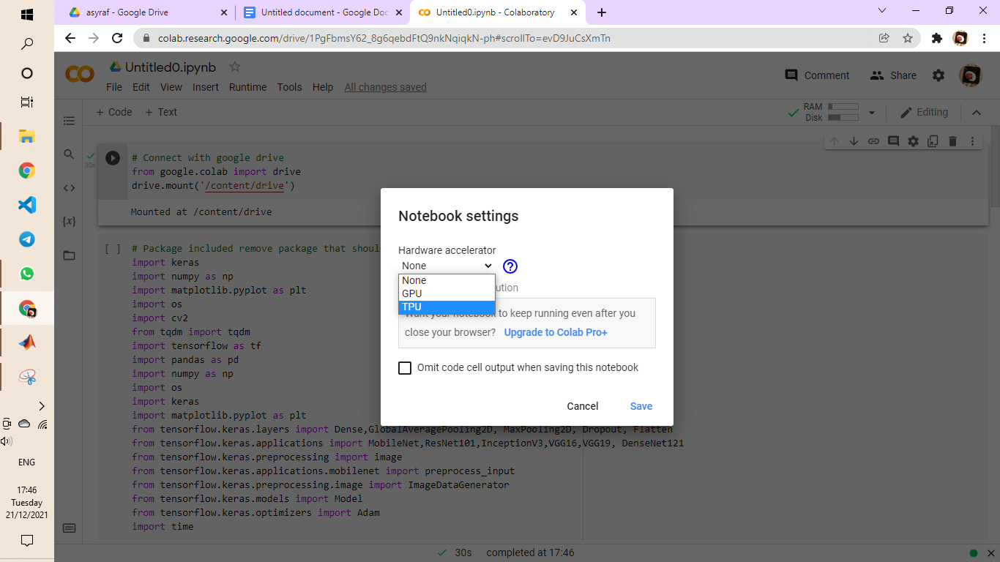 asyraf - Google Drive
Untitled document - Google Doc
Untitled0.ipynb - Colaboratory
colab.research.google.com/drive/1PgFbmsY62_8g6qebdFtQ9nkNqiqkN-ph#scrollTo=evD9JuCsXmTn
Untitled0.ipynb
File Edit View Insert Runtime Tools Help All changes saved
Comment
Share
+ Code + Text
RAM
Disk
Editing
30s
# Connect with google drive
from google.colab import drive
drive.mount('/content/drive')
Mounted at /content/drive
[ ]
# Package included remove package that shoul
import keras
import numpy as np
import matplotlib.pyplot as plt
import os
import cv2
from tqdm import tqdm
import tensorflow as tf
import pandas as pd
import numpy as np
import os
import keras
import matplotlib.pyplot as plt
from tensorflow.keras.layers import Dense,GlobalAveragePooling2D, MaxPooling2D, Dropout, Flatten
from tensorflow.keras.applications import MobileNet,ResNet101,InceptionV3,VGG16,VGG19, DenseNet121
from tensorflow.keras.preprocessing import image
from tensorflow.keras.applications.mobilenet import preprocess_input
from tensorflow.keras.preprocessing.image import ImageDataGenerator
from tensorflow.keras.models import Model
from tensorflow.keras.optimizers import Adam
import time
Notebook settings
Hardware accelerator
None
None
GPU
TPU
ution
Want your notebook to keep running even after you
close your browser? Upgrade to Colab Pro+
Omit code cell output when saving this notebook
Cancel
Save
30s completed at 17:46
ENG
17:46
Tuesday
21/12/2021